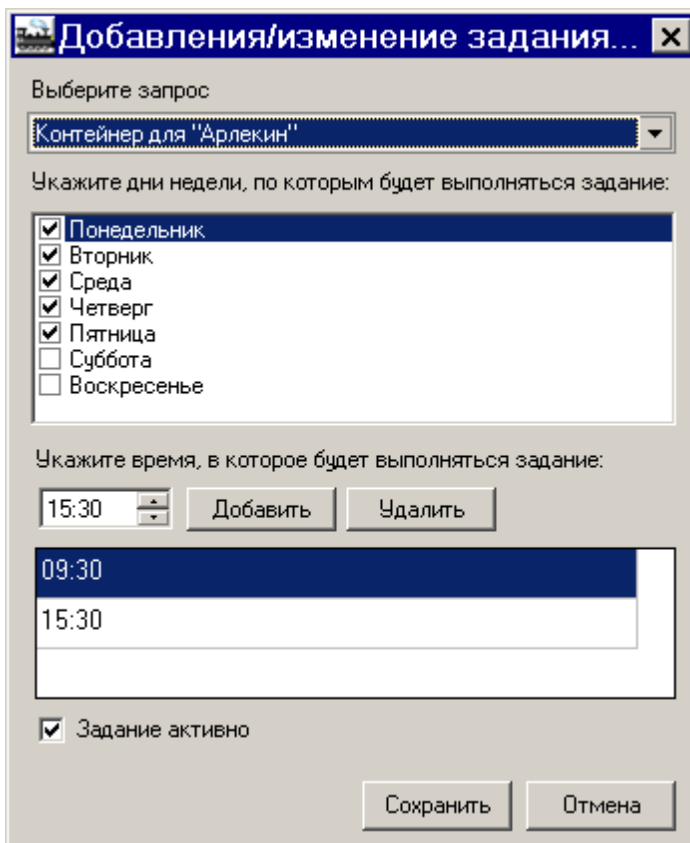 Добавления/изменение задания...
Выберите запрос
Контейнер для "Арлекин"
Укажите дни недели, по которым будет выполняться задание:
Понедельник
Вторник
Среда
Четверг
Пятница
Суббота
Воскресенье
Укажите время, в которое будет выполняться задание:
15:30 Добавить Удалить
09:30
15:30
Задание активно
Сохранить Отмена